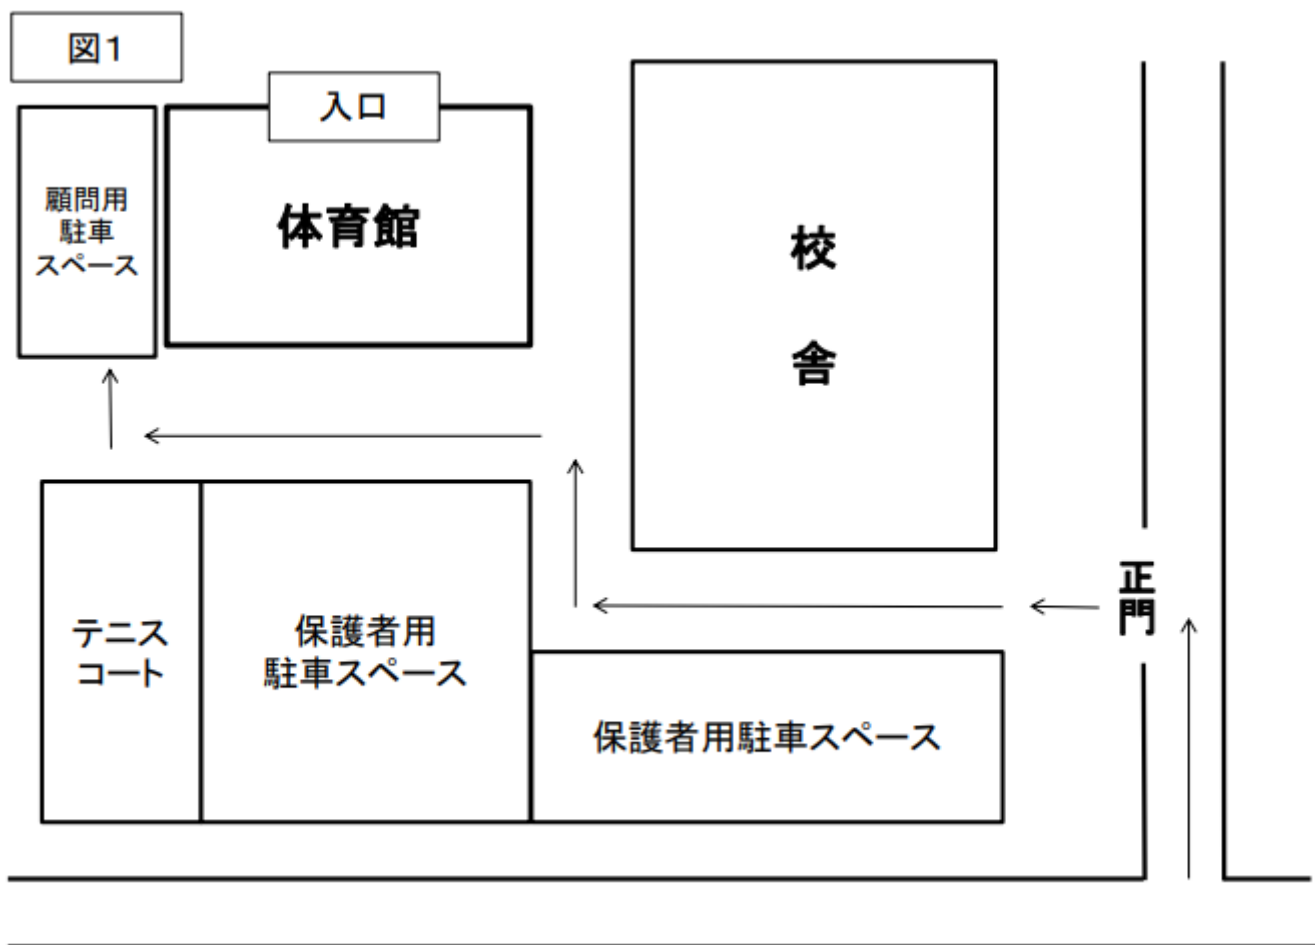 図1
入口
顧問用
駐車
スペース
体育館
校
舎
正
門
テニス
コート
保護者用
駐車スペース
保護者用駐車スペース